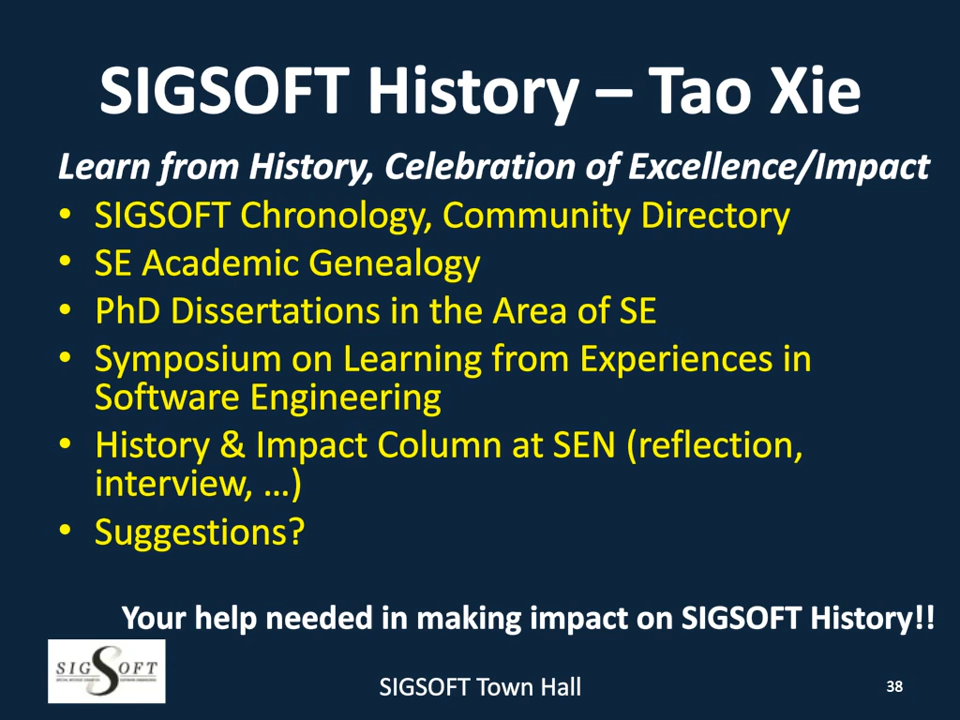 SIGSOFT History – Tao Xie
Learn from History, Celebration of Excellence/Impact
• SIGSOFT Chronology, Community Directory
• SE Academic Genealogy
• PhD Dissertations in the Area of SE
• Symposium on Learning from Experiences in
Software Engineering
• History & Impact Column at SEN (reflection,
interview, …)
• Suggestions?
Your help needed in making impact on SIGSOFT History!!
SIGSOFT
SIGSOFT Town Hall
38